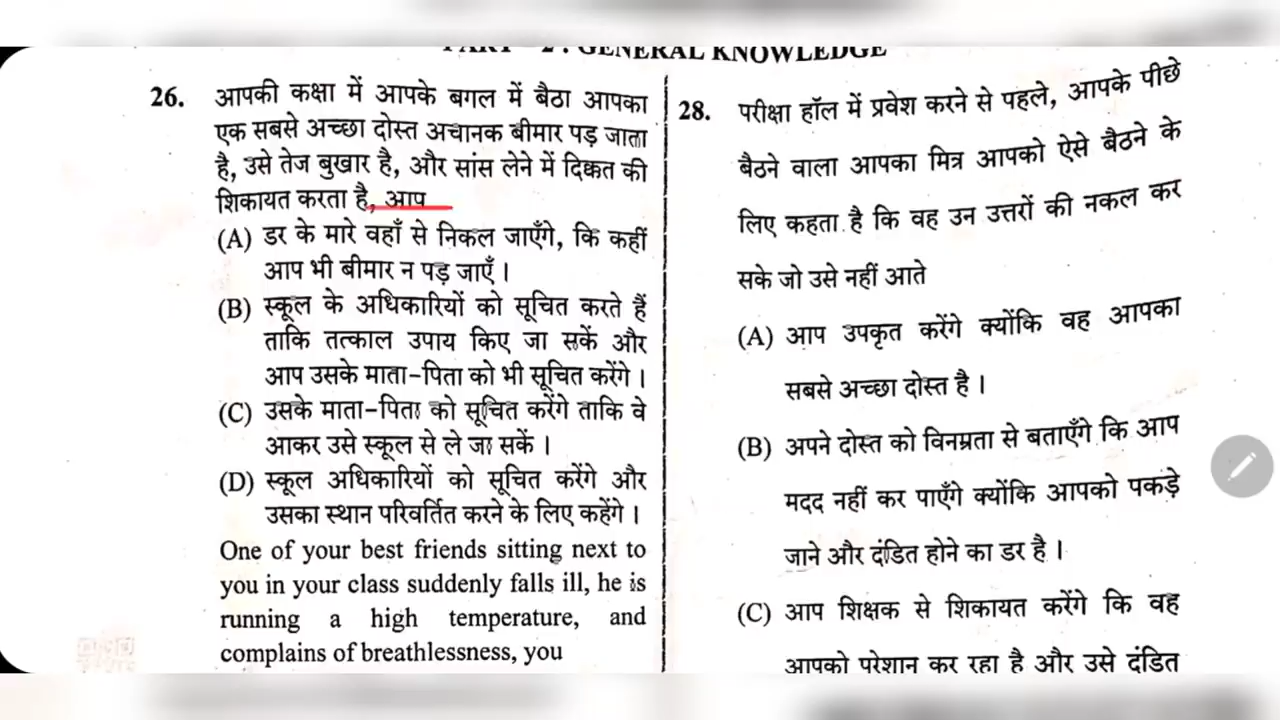 PART - 2 : GENERAL KNOWLEDGE
26. आपकी कक्षा में आपके बगल में बैठा आपका
एक सबसे अच्छा दोस्त अचानक बीमार पड़ जाता
है, उसे तेज बुखार है, और सांस लेने में दिक्कत की
शिकायत करता है, आप
(A) डर के मारे वहाँ से निकल जाएँगे, कि कहीं
आप भी बीमार न पड़ जाएँ ।
(B) स्कूल के अधिकारियों को सूचित करते हैं
ताकि तत्काल उपाय किए जा सकें और
आप उसके माता-पिता को भी सूचित करेंगे ।
(C) उसके माता-पिता को सूचित करेंगे ताकि वे
आकर उसे स्कूल से ले जा सकें ।
(D) स्कूल अधिकारियों को सूचित करेंगे और
उसका स्थान परिवर्तित करने के लिए कहेंगे ।
One of your best friends sitting next to
you in your class suddenly falls ill, he is
running a high temperature, and
complains of breathlessness, you
28. परीक्षा हॉल में प्रवेश करने से पहले, आपके पीछे
बैठने वाला आपका मित्र आपको ऐसे बैठने के
लिए कहता है कि वह उन उत्तरों की नकल कर
सके जो उसे नहीं आते
(A) आप उपकृत करेंगे क्योंकि वह आपका
सबसे अच्छा दोस्त है ।
(B) अपने दोस्त को विनम्रता से बताएँगे कि आप
मदद नहीं कर पाएँगे क्योंकि आपको पकड़े
जाने और दंडित होने का डर है ।
(C) आप शिक्षक से शिकायत करेंगे कि वह
आपको परेशान कर रहा है और उसे दंडित